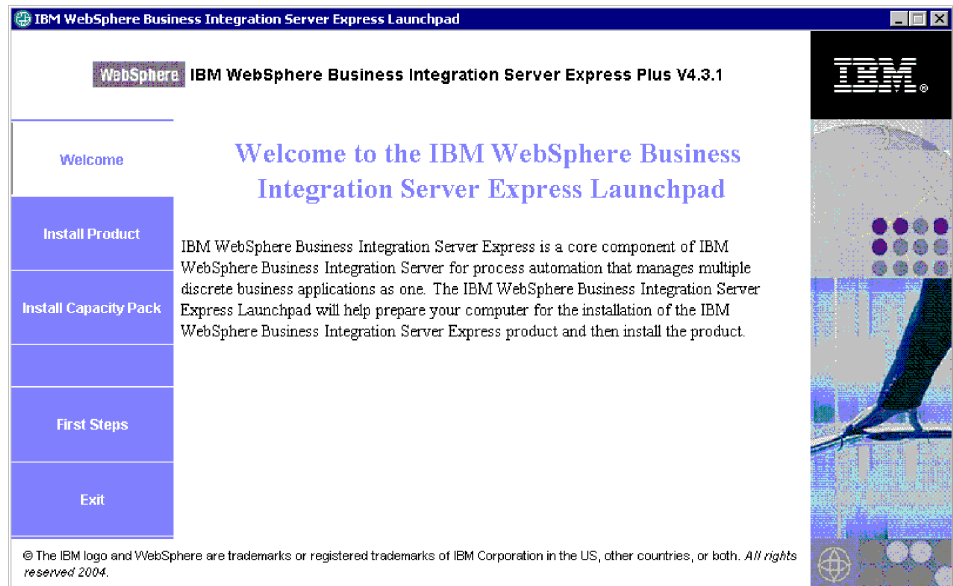 IBM WebSphere Business Integration Server Express Launchpad
WebSphere IBM WebSphere Business Integration Server Express Plus V4.3.1
IBM®
Welcome
Install Product
Install Capacity Pack
First Steps
Exit
Welcome to the IBM WebSphere Business
Integration Server Express Launchpad
IBM WebSphere Business Integration Server Express is a core component of IBM
WebSphere Business Integration Server for process automation that manages multiple
discrete business applications as one. The IBM WebSphere Business Integration Server
Express Launchpad will help prepare your computer for the installation of the IBM
WebSphere Business Integration Server Express product and then install the product.
© The IBM logo and WebSphere are trademarks or registered trademarks of IBM Corporation in the US, other countries, or both. All rights
reserved 2004.